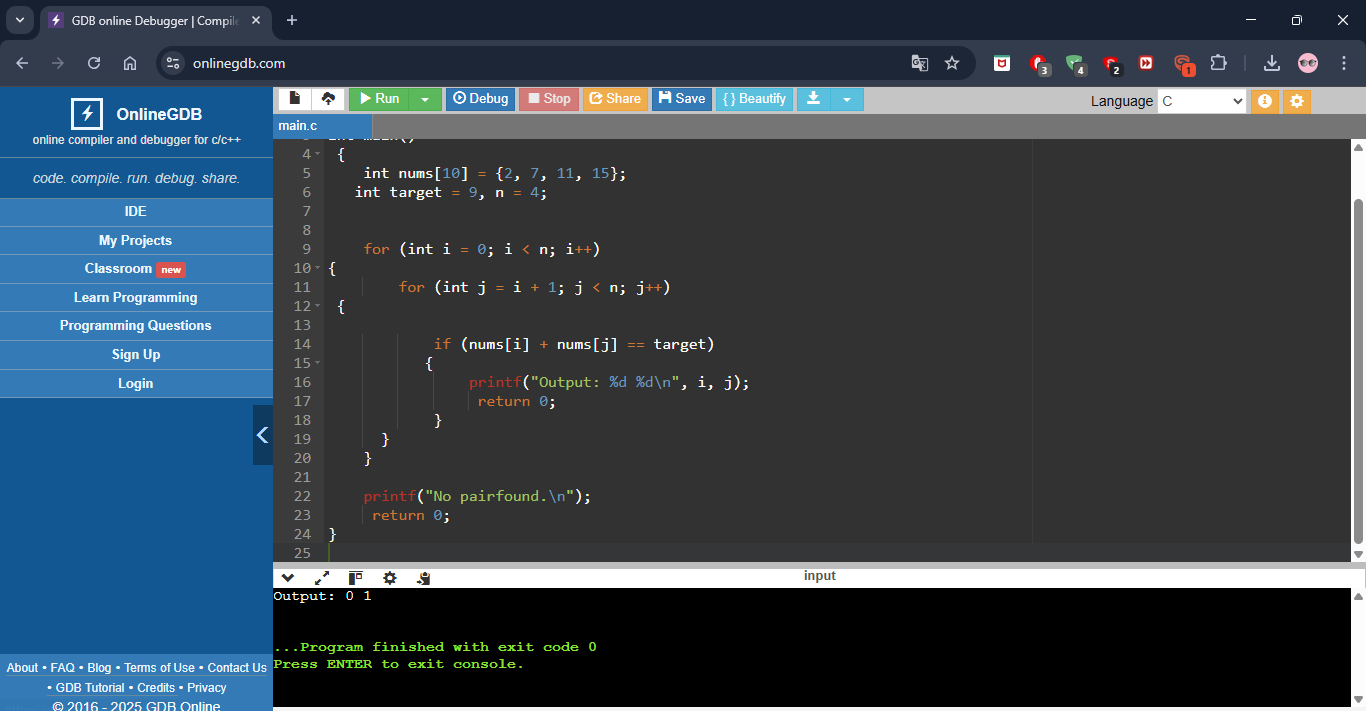 GDB online Debugger | Compile
onlinegdb.com
3
4
2
1
OnlineGDB
online compiler and debugger for c/c++
code. compile. run. debug. share.
IDE
My Projects
Classroom new
Learn Programming
Programming Questions
Sign Up
Login
About • FAQ • Blog • Terms of Use • Contact Us
• GDB Tutorial • Credits • Privacy
© 2016 - 2025 GDB Online
Run Debug Stop Share Save { } Beautify
Language C
main.c
4 {
5 int nums[10] = {2, 7, 11, 15};
6 int target = 9, n = 4;
7
8
9 for (int i = 0; i < n; i++)
10 {
11 for (int j = i + 1; j < n; j++)
12 {
13
14 if (nums[i] + nums[j] == target)
15 {
16 printf("Output: %d %d\n", i, j);
17 return 0;
18 }
19 }
20 }
21
22 printf("No pairfound.\n");
23 return 0;
24 }
25
input
Output: 0 1
...Program finished with exit code 0
Press ENTER to exit console.